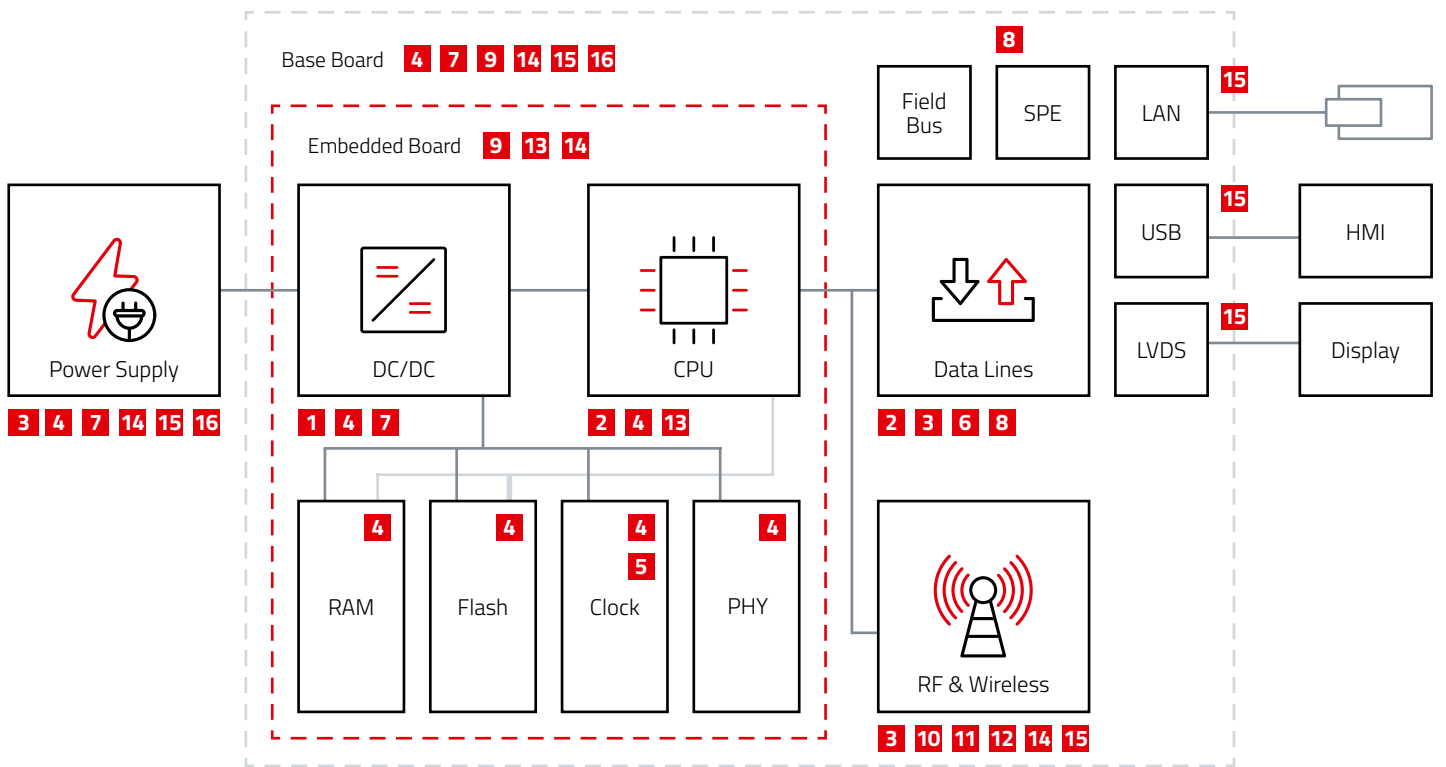 8
Base Board 4 7 9 14 15 16
Field
Bus
SPE
LAN
15
Embedded Board 9 13 14
Power Supply
3 4 7 14 15 16
DC/DC
1 4 7
CPU
2 4 13
Data Lines
2 3 6 8
USB
15
HMI
LVDS
15
Display
4
RAM
4
Flash
4
5
Clock
4
PHY
RF & Wireless
3 10 11 12 14 15